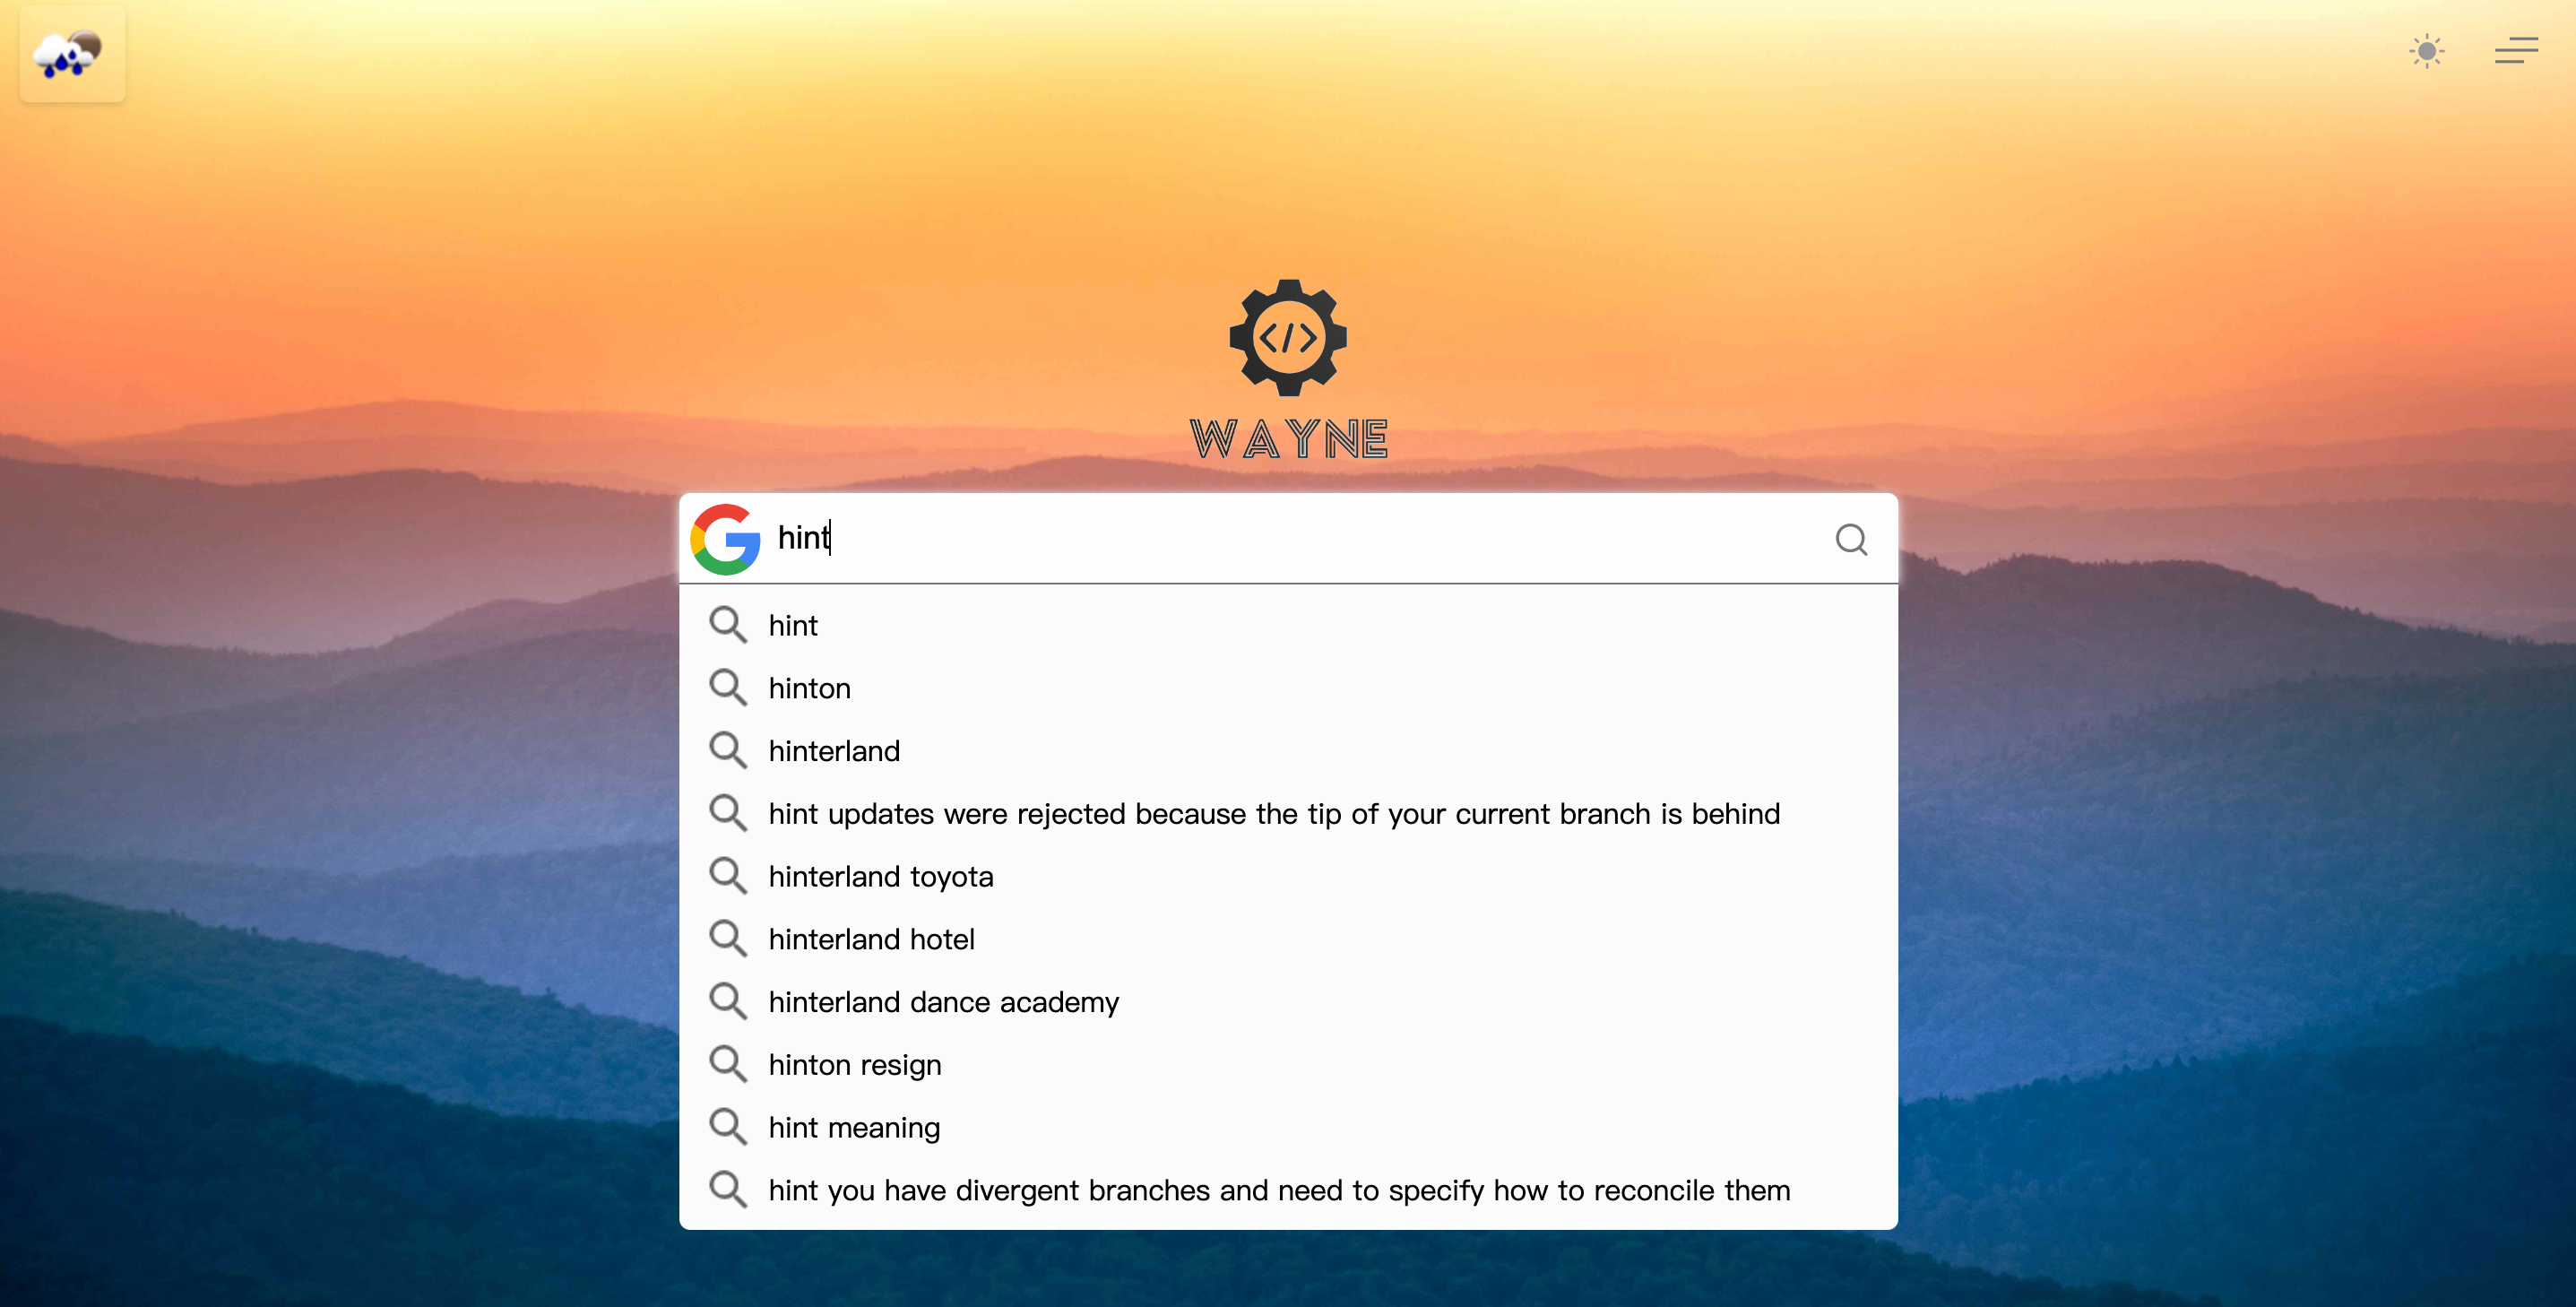 </>
WAYNE
hint
hint
hinton
hinterland
hint updates were rejected because the tip of your current branch is behind
hinterland toyota
hinterland hotel
hinterland dance academy
hinton resign
hint meaning
hint you have divergent branches and need to specify how to reconcile them